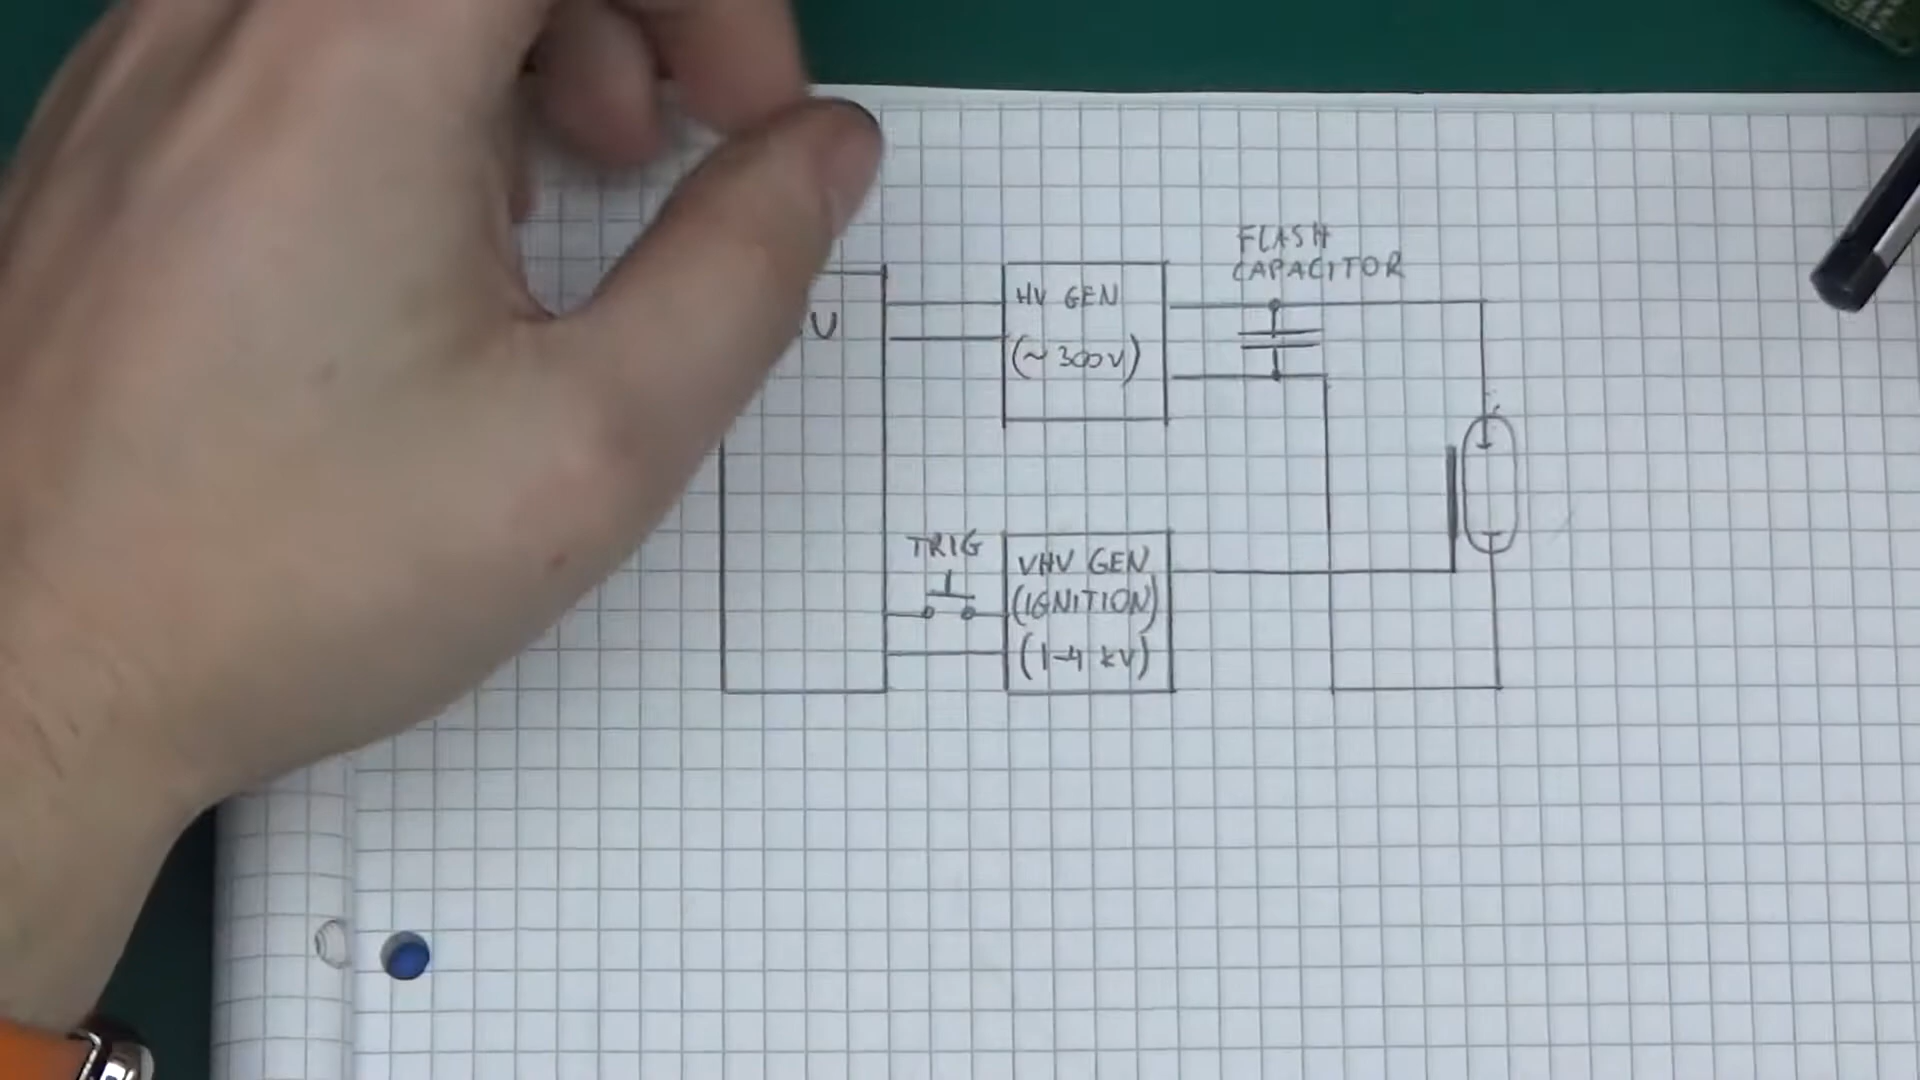 FLASH
CAPACITOR
V
HV GEN
(~300V)
TRIG
VHV GEN
(IGNITION)
(1-4 kV)